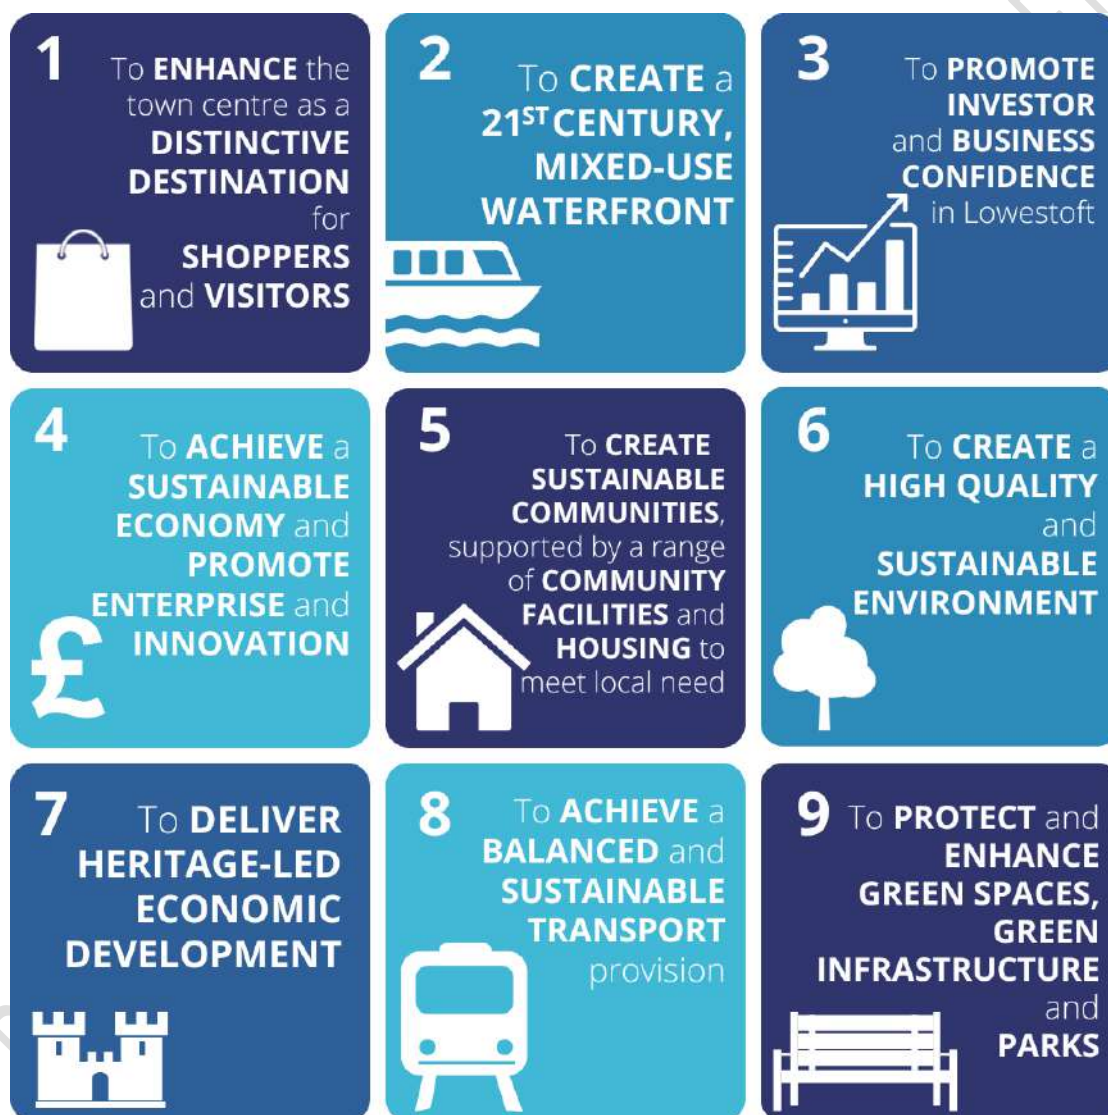 1
To ENHANCE the
town centre as a
DISTINCTIVE
DESTINATION
for
SHOPPERS
and VISITORS
2
To CREATE a
21ST CENTURY,
MIXED-USE
WATERFRONT
3
To PROMOTE
INVESTOR
and BUSINESS
CONFIDENCE
in Lowestoft
4
To ACHIEVE a
SUSTAINABLE
ECONOMY and
PROMOTE
ENTERPRISE and
INNOVATION
£
5
To CREATE
SUSTAINABLE
COMMUNITIES,
supported by a range
of COMMUNITY
FACILITIES and
HOUSING to
meet local need
6
To CREATE a
HIGH QUALITY
and
SUSTAINABLE
ENVIRONMENT
7
To DELIVER
HERITAGE-LED
ECONOMIC
DEVELOPMENT
8
To ACHIEVE a
BALANCED and
SUSTAINABLE
TRANSPORT
provision
9
To PROTECT and
ENHANCE
GREEN SPACES,
GREEN
INFRASTRUCTURE
and
PARKS